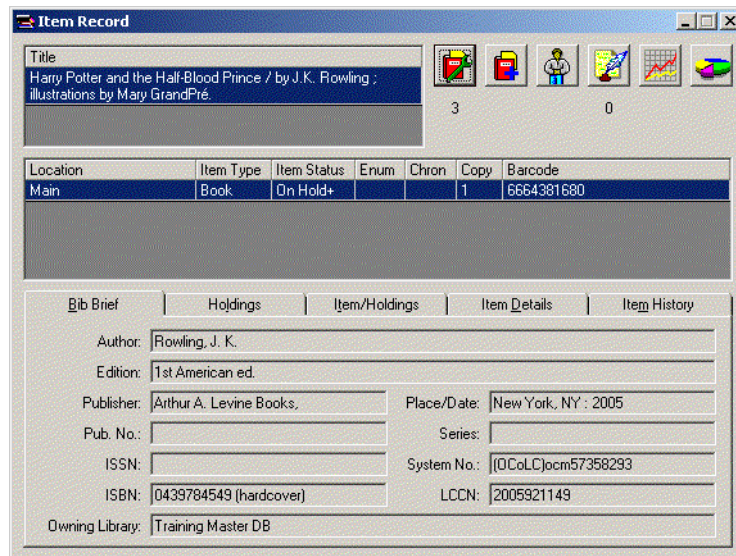 Item Record
Title
Harry Potter and the Half-Blood Prince / by J.K. Rowling ;
illustrations by Mary GrandPré.
3 0
Location Item Type Item Status Enum Chron Copy Barcode
Main Book On Hold+ 1 6664381680
Bib Brief Holdings Item/Holdings Item Details Item History
Author: Rowling, J. K.
Edition: 1st American ed.
Publisher: Arthur A. Levine Books, Place/Date: New York, NY : 2005
Pub. No.: Series:
ISSN: System No.: (OCoLC)ocm57358293
ISBN: 0439784549 (hardcover) LCCN: 2005921149
Owning Library: Training Master DB